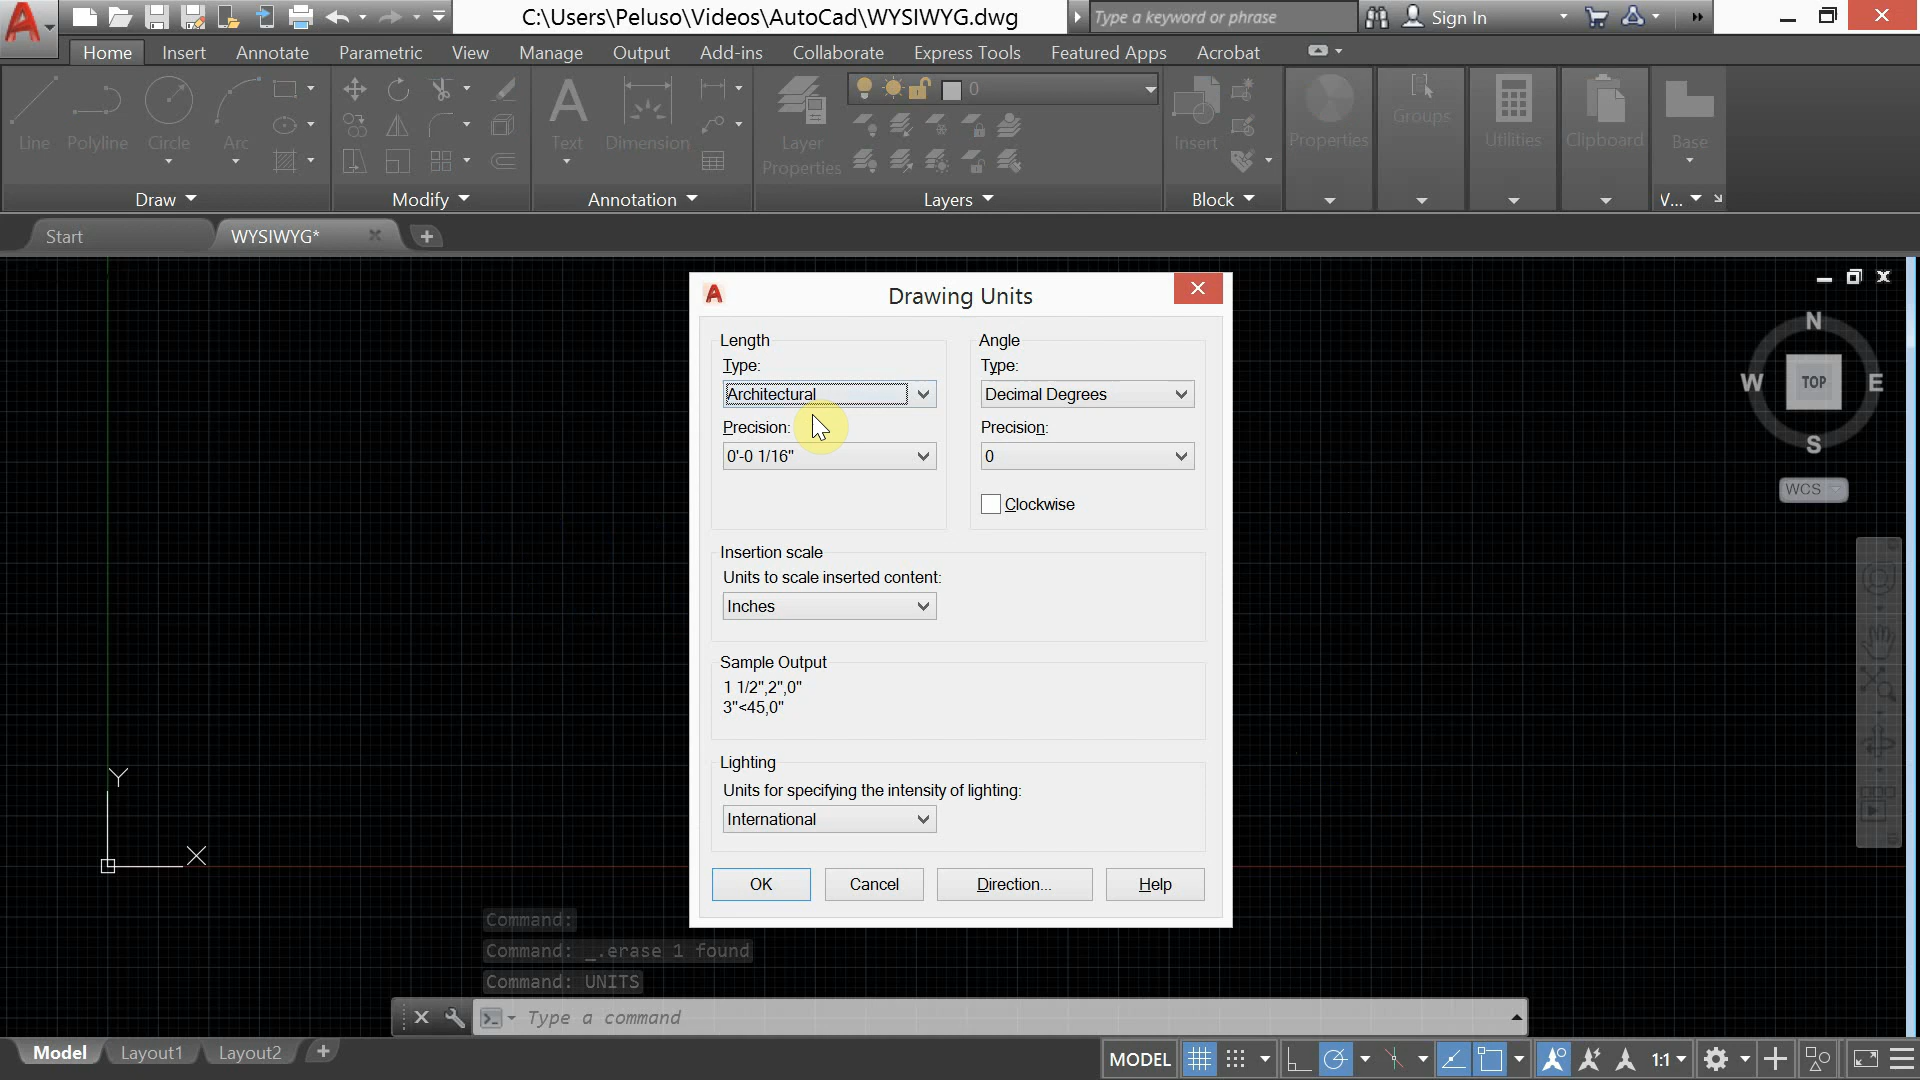 C:\Users\Peluso\Videos\AutoCad\WYSIWYG.dwg
Type a keyword or phrase
Sign In
Home Insert Annotate Parametric View Manage Output Add-ins Collaborate Express Tools Featured Apps Acrobat
Line Polyline Circle Arc
Text Dimension
Layer
Properties
0
Insert
Properties
Groups
Utilities
Clipboard
Base
Draw Modify Annotation Layers Block V...
Start WYSIWYG*
Drawing Units
Length
Type:
Architectural
Precision:
0'-0 1/16"
Angle
Type:
Decimal Degrees
Precision:
0
Clockwise
Insertion scale
Units to scale inserted content:
Inches
Sample Output
1 1/2",2",0"
3"<45,0"
Lighting
Units for specifying the intensity of lighting:
International
OK Cancel Direction... Help
N
W TOP E
S
WCS
Y
X
Command:
Command: _.erase 1 found
Command: UNITS
Type a command
Model Layout1 Layout2
MODEL 1:1